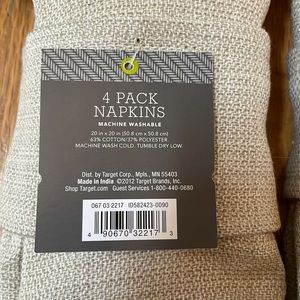 4 PACK
NAPKINS
MACHINE WASHABLE
20 in x 20 in (50.8 cm x 50.8 cm)
63% COTTON/37% POLYESTER
MACHINE WASH COLD. TUMBLE DRY LOW.
Dist. by Target Corp., Mpls., MN 55403
Made in India ©2012 Target Brands, Inc.
Shop Target.com Guest Services 1-800-440-0680
067 03 2217 ID582423-0090
4 90670 32217 3